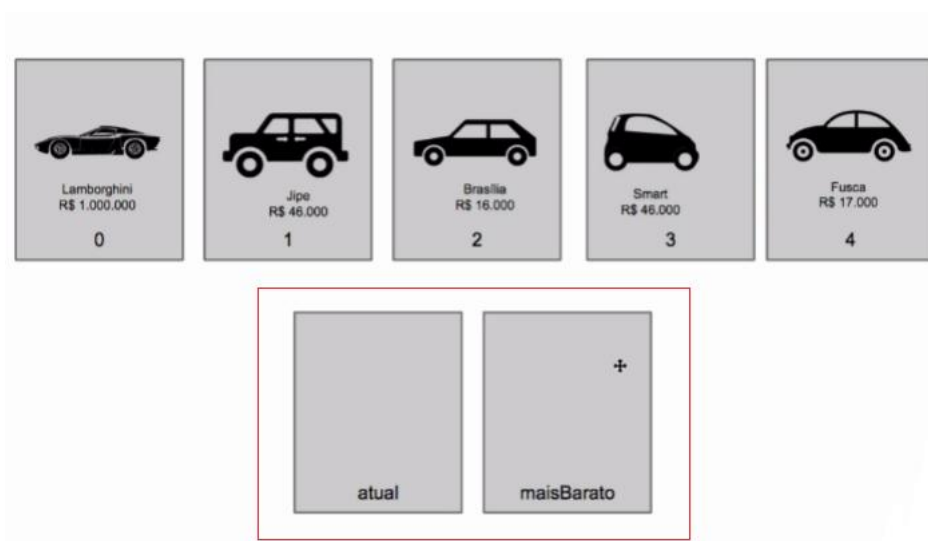 Lamborghini
R$ 1.000.000
0
Jipe
R$ 46.000
1
Brasília
R$ 16.000
2
Smart
R$ 46.000
3
Fusca
R$ 17.000
4
atual
maisBarato